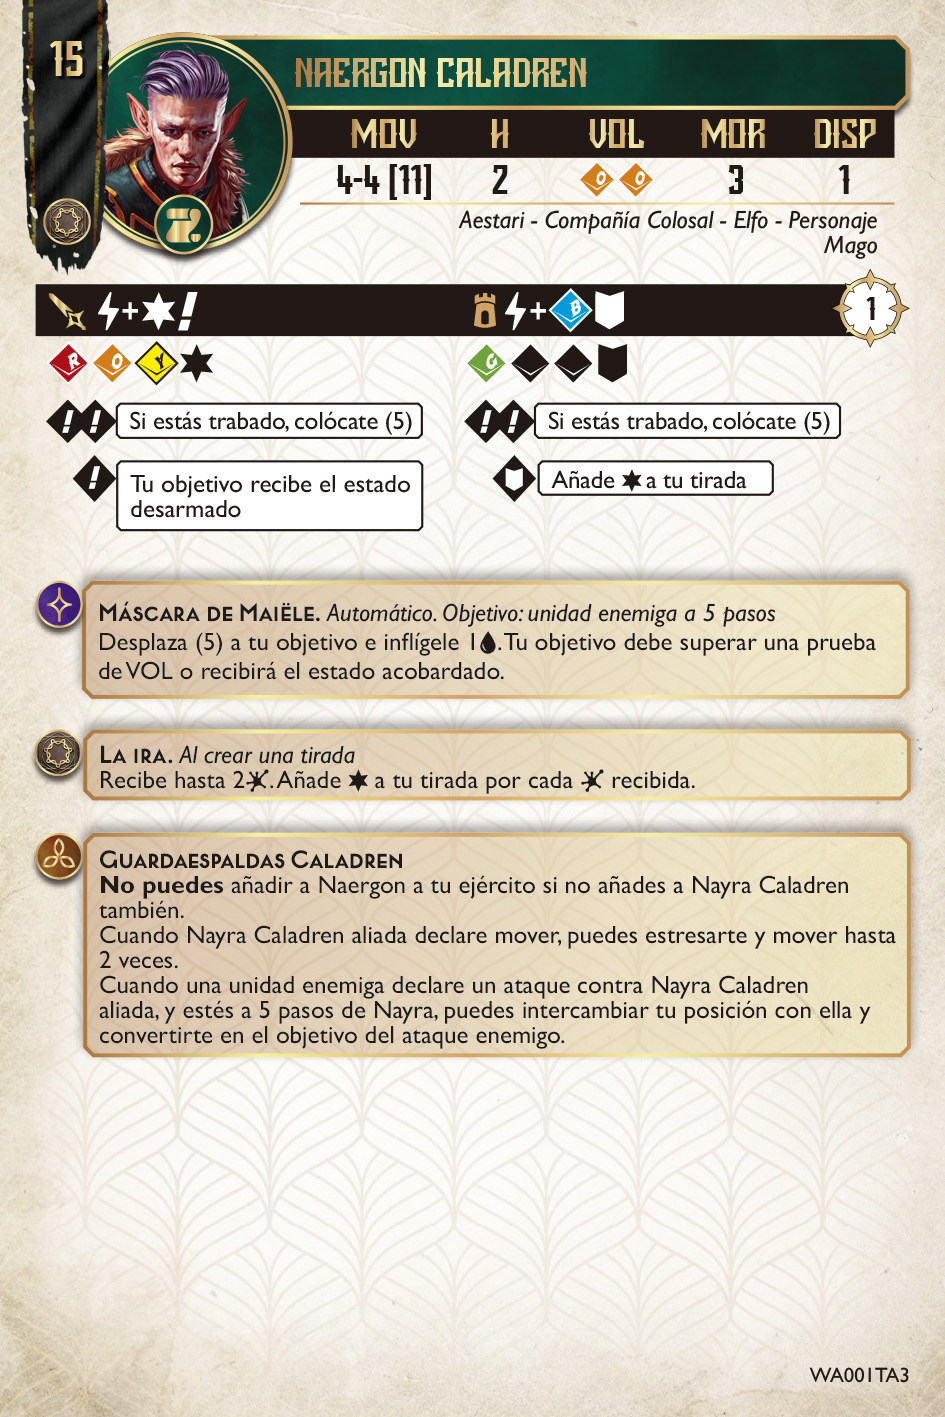 15
NAERGON CALADREN
MOV H VOL MOR DISP
4-4 [11] 2 O O 3 1
Aestari - Compañía Colosal - Elfo - Personaje
Mago
+ ! + B 1
R O Y G
! ! Si estás trabado, colócate (5) ! ! Si estás trabado, colócate (5)
! Tu objetivo recibe el estado
desarmado
Añade a tu tirada
MÁSCARA DE MAIËLE. Automático. Objetivo: unidad enemiga a 5 pasos
Desplaza (5) a tu objetivo e inflígele 1. Tu objetivo debe superar una prueba
de VOL o recibirá el estado acobardado.
LA IRA. Al crear una tirada
Recibe hasta 2. Añade a tu tirada por cada recibida.
GUARDAESPALDAS CALADREN
No puedes añadir a Naergon a tu ejército si no añades a Nayra Caladren
también.
Cuando Nayra Caladren aliada declare mover, puedes estresarte y mover hasta
2 veces.
Cuando una unidad enemiga declare un ataque contra Nayra Caladren
aliada, y estés a 5 pasos de Nayra, puedes intercambiar tu posición con ella y
convertirte en el objetivo del ataque enemigo.
WA001TA3